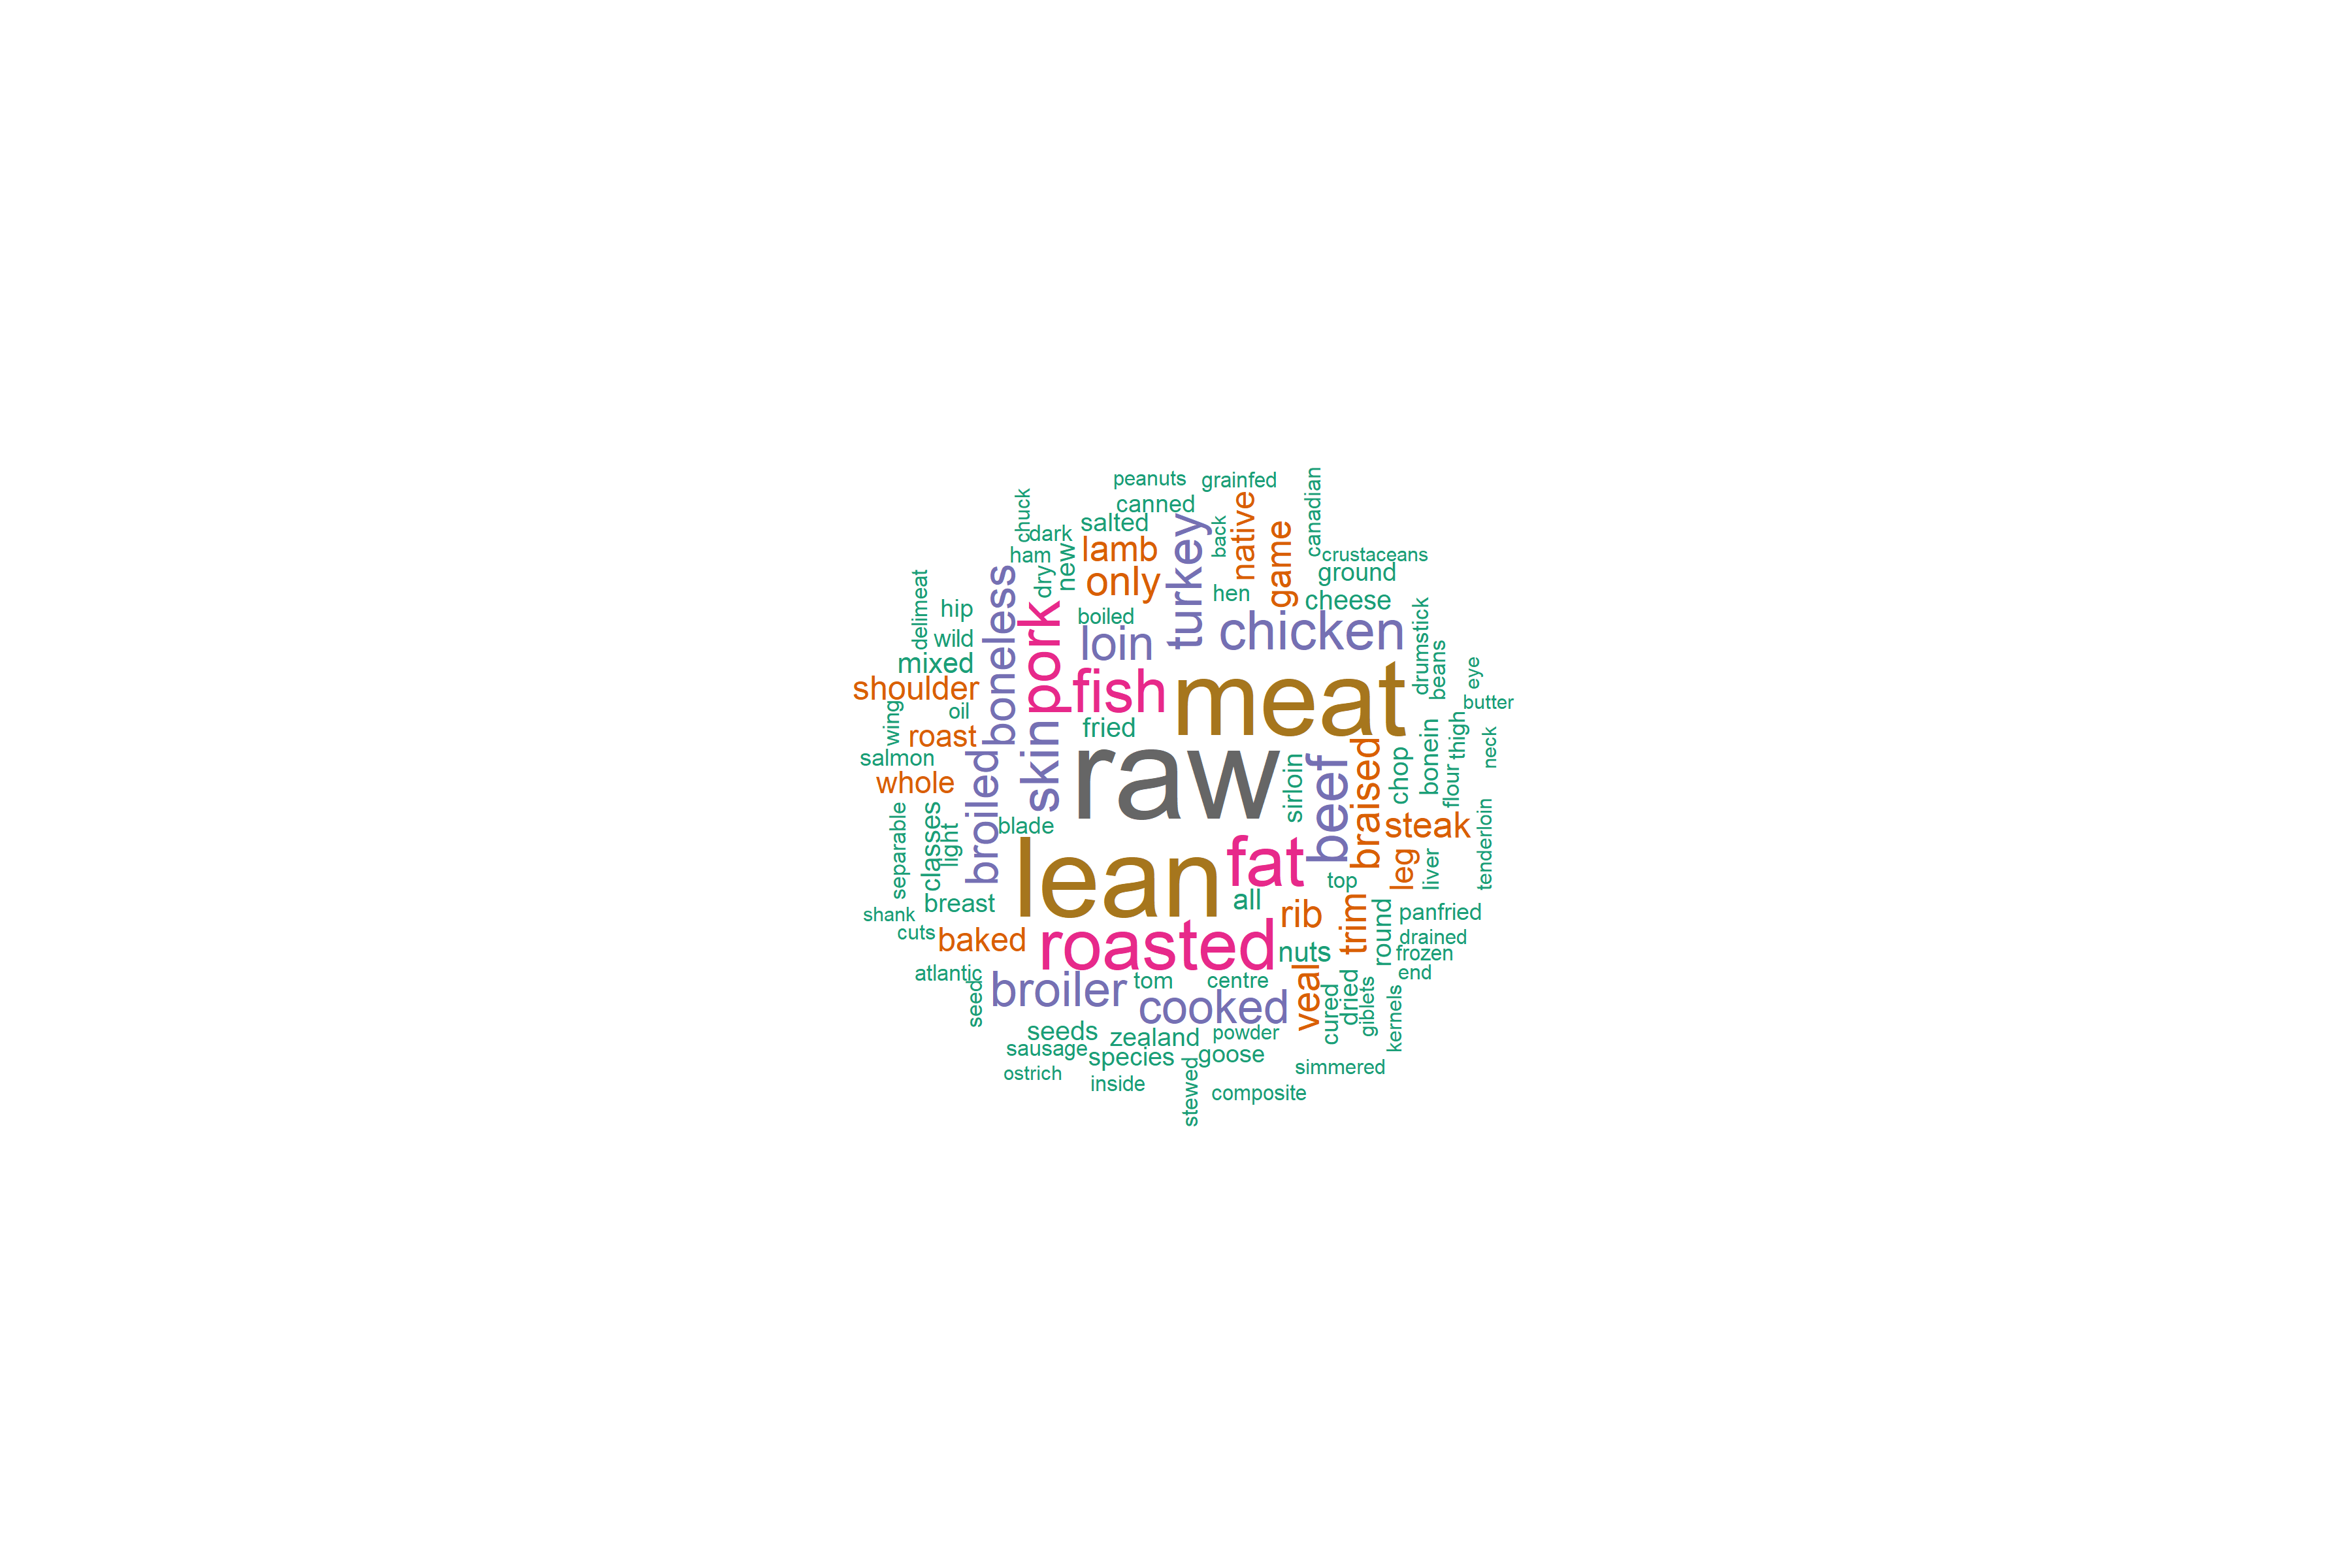 peanuts
grainfed
canadian
chuck
canned
native
dark
salted
turkey
back
game
ham
new
lamb
crustaceans
boneless
dry
only
ground
delimeat
hip
pork
boiled
hen
cheese
wild
loin
chicken
drumstick
beans
mixed
eye
shoulder
fish
meat
butter
wing
oil
skin
fried
bonein
thigh
neck
roast
salmon
broiled
raw
sirloin
beef
braised
chop
flour
whole
separable
classes
light
blade
steak
tenderloin
lean
fat
leg
liver
top
shank
breast
all
rib
trim
round
panfried
cuts
baked
roasted
nuts
drained
frozen
atlantic
seed
broiler
tom
centre
veal
cured
dried
giblets
end
kernels
cooked
seeds
zealand
powder
sausage
species
goose
simmered
ostrich
inside
stewed
composite